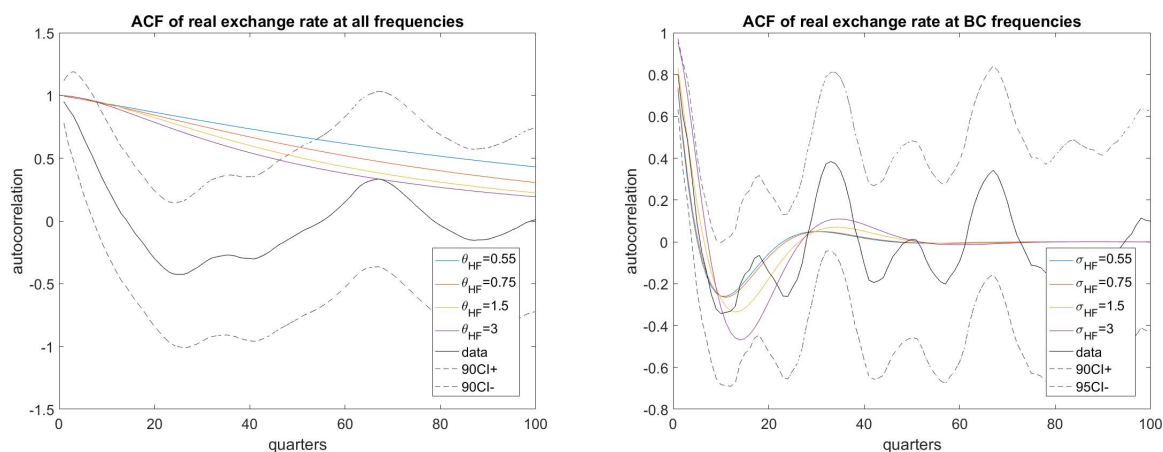 ACF of real exchange rate at all frequencies
1.5
1
0.5
0
-0.5
-1
-1.5
autocorrelation
0
20
40
60
80
100
quarters
θHF=0.55
θHF=0.75
θHF=1.5
θHF=3
data
90CI+
90CI-
ACF of real exchange rate at BC frequencies
1
0.8
0.6
0.4
0.2
0
-0.2
-0.4
-0.6
-0.8
autocorrelation
0
20
40
60
80
100
quarters
σHF=0.55
σHF=0.75
σHF=1.5
σHF=3
data
90CI+
95CI-